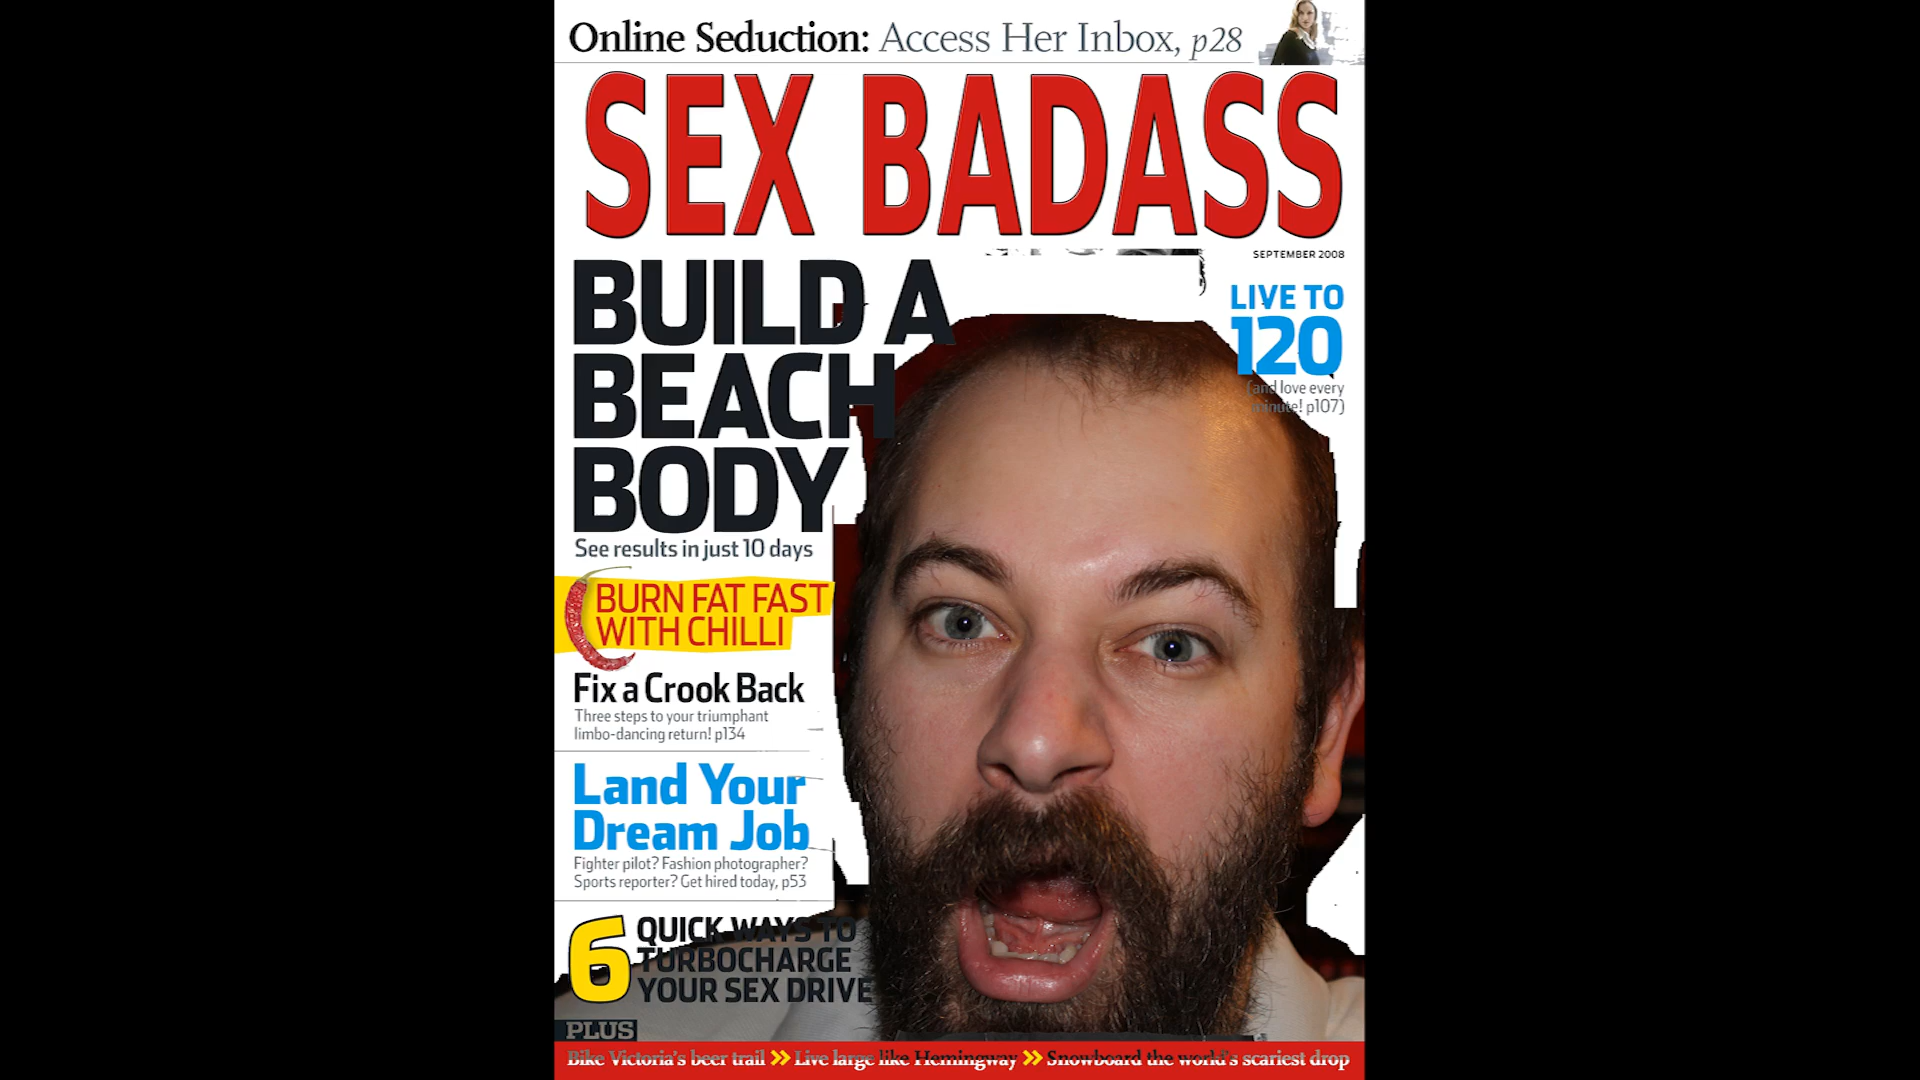 Online Seduction: Access Her Inbox, p28
SEX BADASS
SEPTEMBER 2008
BUILD A
BEACH
BODY
See results in just 10 days
LIVE TO
120
(and love every
minute! p107)
BURN FAT FAST
WITH CHILLI
Fix a Crook Back
Three steps to your triumphant
limbo-dancing return! p134
Land Your
Dream Job
Fighter pilot? Fashion photographer?
Sports reporter? Get hired today, p53
6 QUICK WAYS TO
TURBOCHARGE
YOUR SEX DRIVE
PLUS
Bike Victoria's beer trail >> Live large like Hemingway >> Snowboard the world's scariest drop